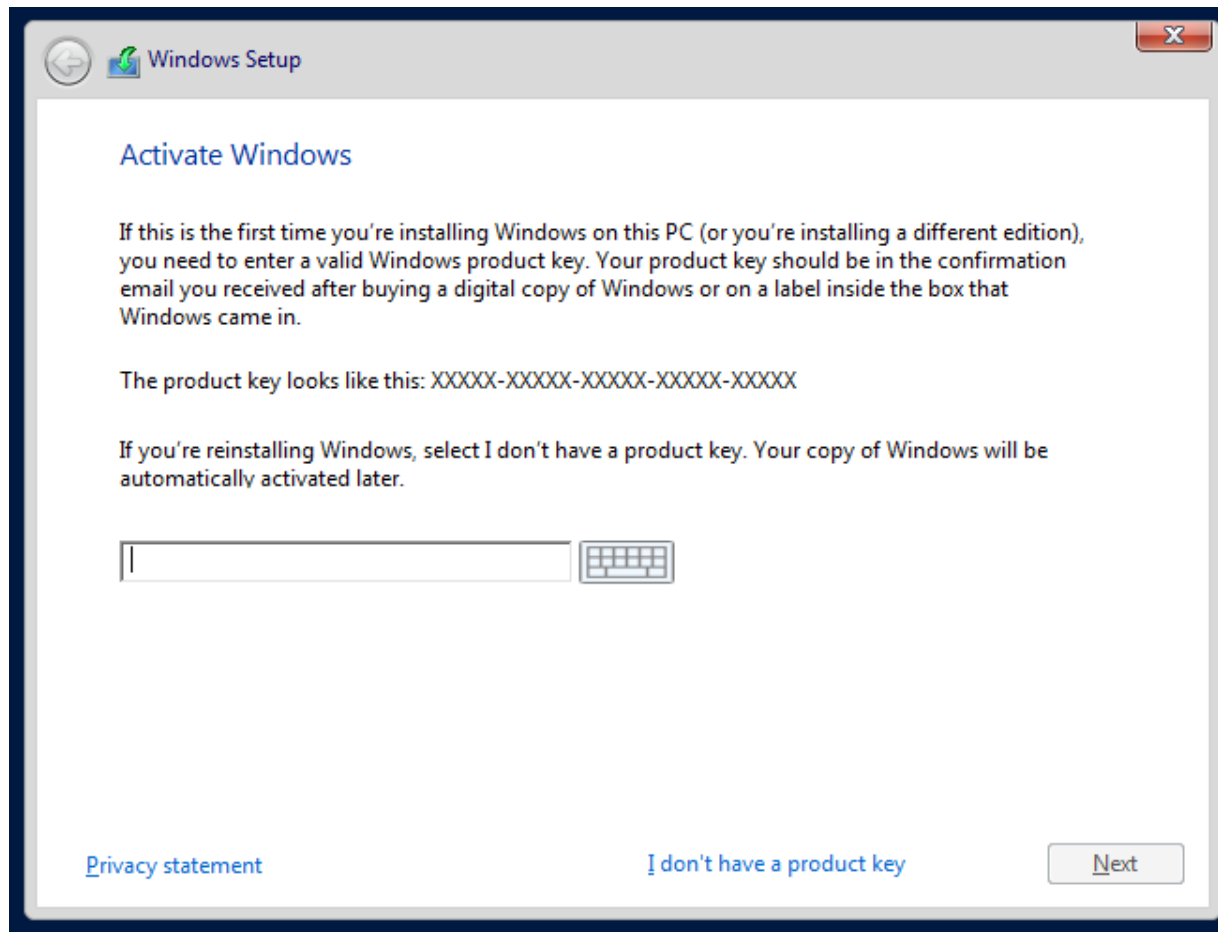 Windows Setup
Activate Windows
If this is the first time you're installing Windows on this PC (or you're installing a different edition),
you need to enter a valid Windows product key. Your product key should be in the confirmation
email you received after buying a digital copy of Windows or on a label inside the box that
Windows came in.
The product key looks like this: XXXXX-XXXXX-XXXXX-XXXXX-XXXXX
If you're reinstalling Windows, select I don't have a product key. Your copy of Windows will be
automatically activated later.
Privacy statement
I don't have a product key
Next